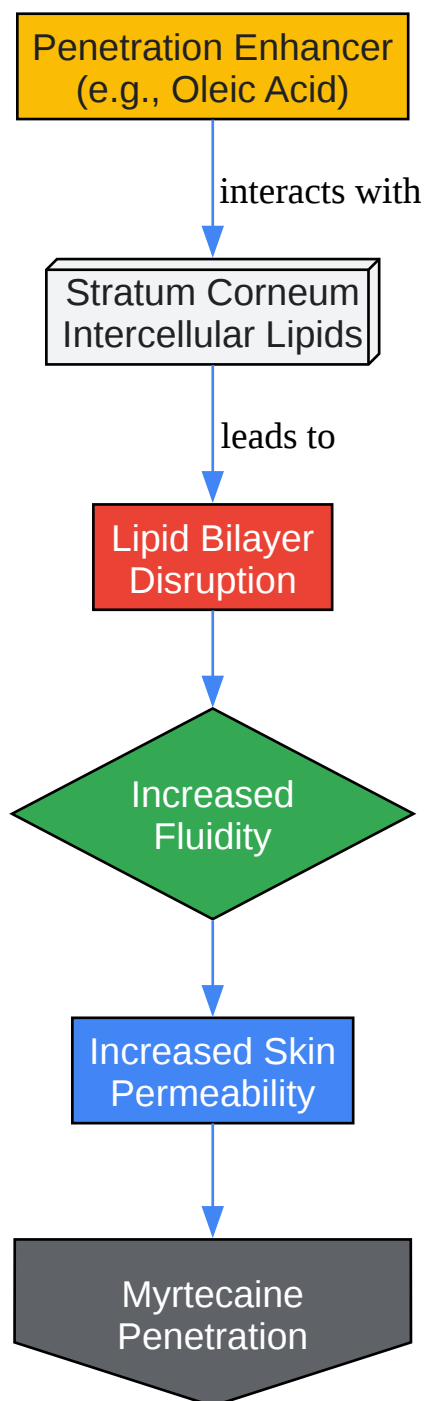 Penetration Enhancer
(e.g., Oleic Acid)
interacts with
Stratum Corneum
Intercellular Lipids
leads to
Lipid Bilayer
Disruption
Increased
Fluidity
Increased Skin
Permeability
Myrtecaine
Penetration